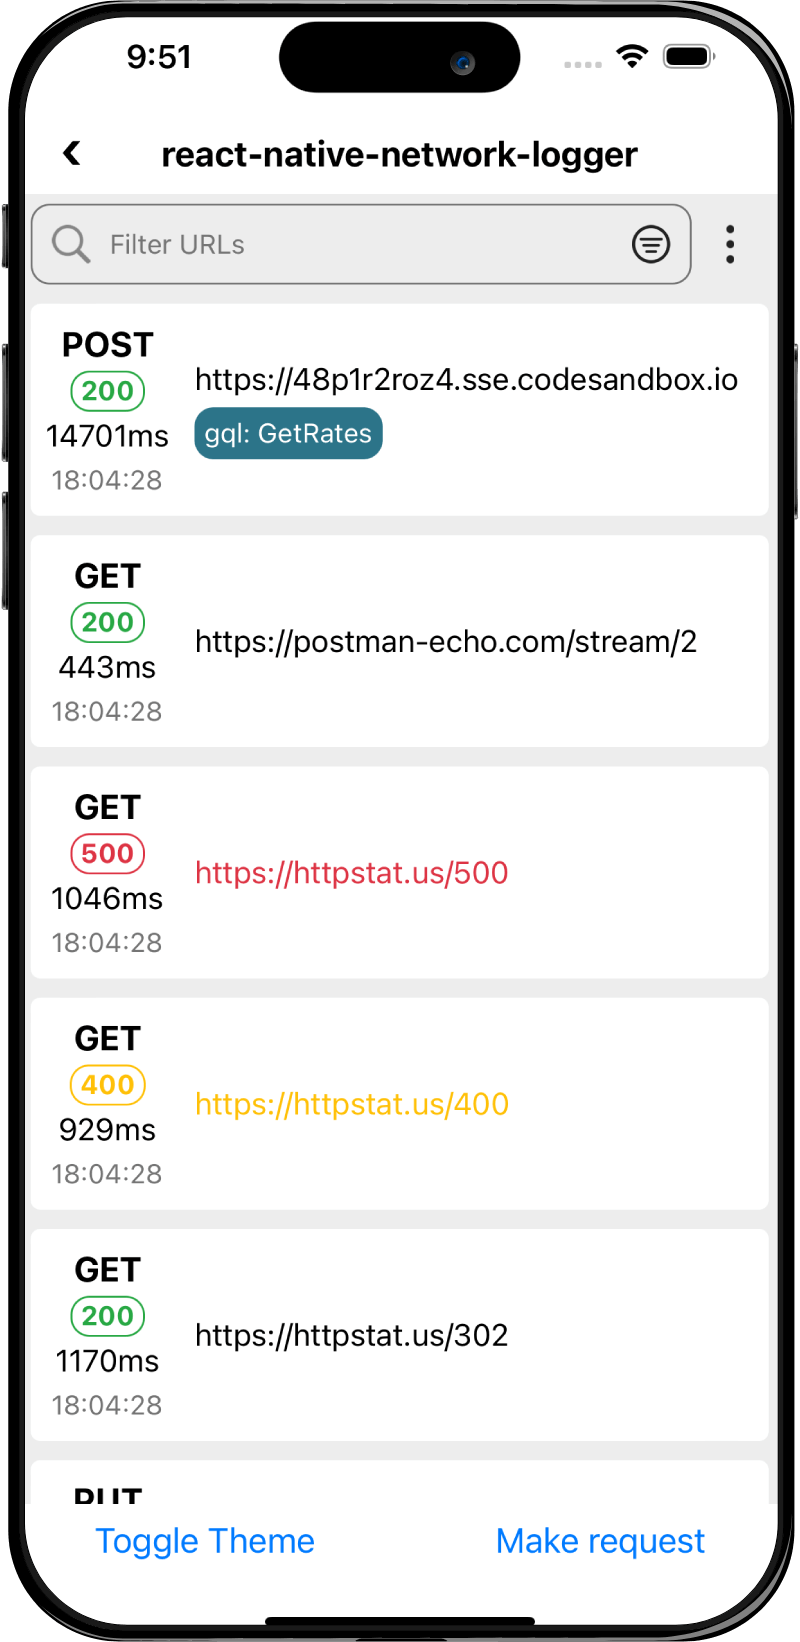 9:51
react-native-network-logger
Filter URLs
POST
200
https://48p1r2roz4.sse.codesandbox.io
14701ms
gql: GetRates
18:04:28
GET
200
https://postman-echo.com/stream/2
443ms
18:04:28
GET
500
https://httpstat.us/500
1046ms
18:04:28
GET
400
https://httpstat.us/400
929ms
18:04:28
GET
200
https://httpstat.us/302
1170ms
18:04:28
PUT
Toggle Theme
Make request